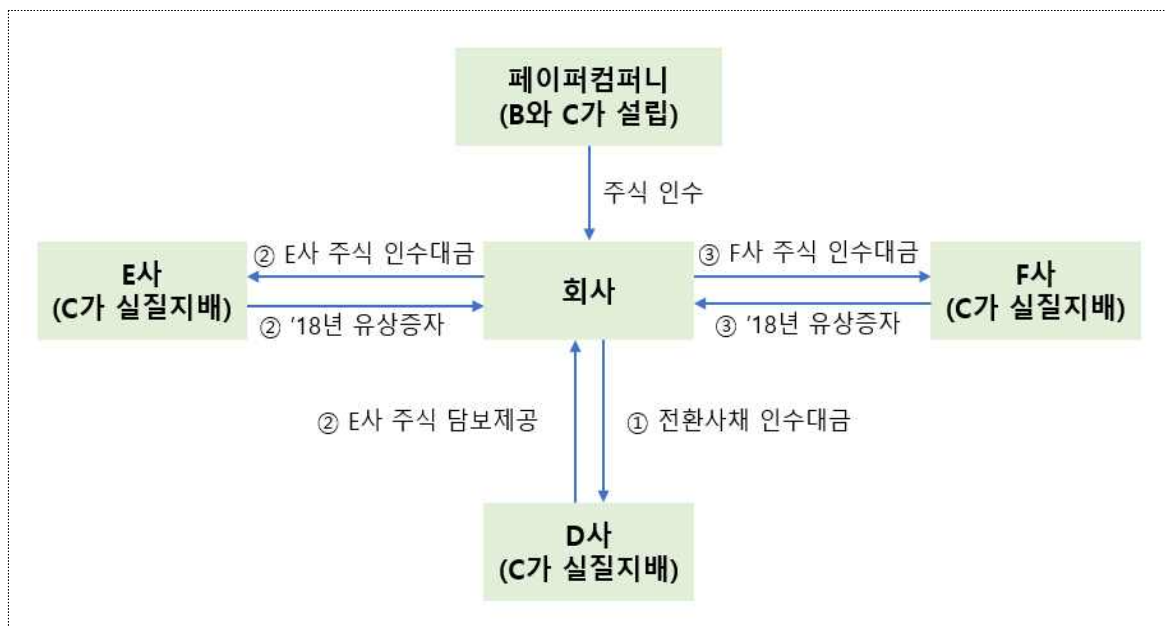 페이퍼컴퍼니
(B와 C가 설립)
주식 인수
② E사 주식 인수대금
③ F사 주식 인수대금
E사
(C가 실질지배)
회사
F사
(C가 실질지배)
② '18년 유상증자
③ '18년 유상증자
② E사 주식 담보제공
① 전환사채 인수대금
D사
(C가 실질지배)